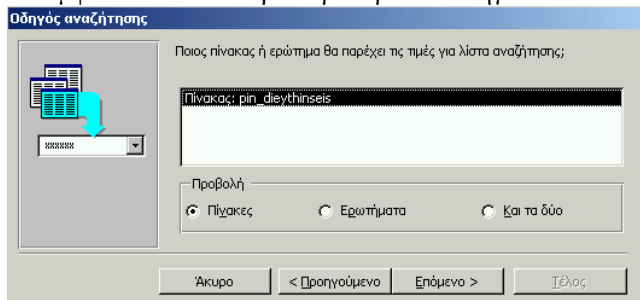 Οδηγός αναζήτησης
Ποιος πίνακας ή ερώτημα θα παρέχει τις τιμές για λίστα αναζήτησης;
Πίνακας: pin_dieythinseis
xxxxxx
Προβολή
Πίνακες Ερωτήματα Και τα δύο
Άκυρο < Προηγούμενο Επόμενο > Τέλος